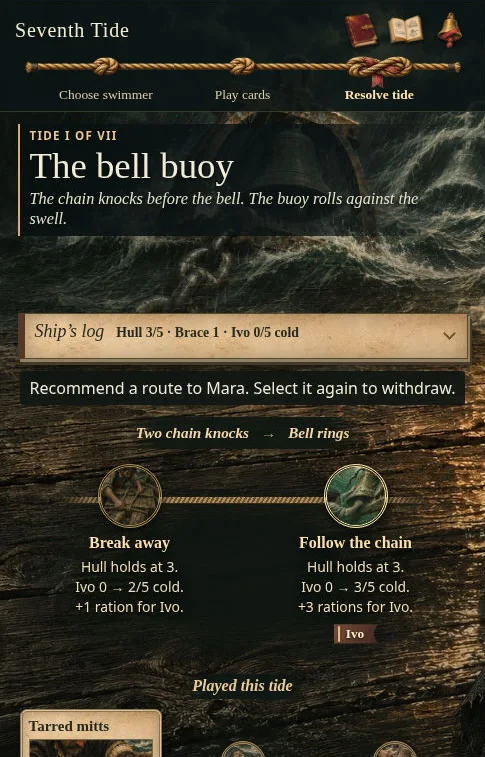 Seventh Tide
Choose swimmer
Play cards
Resolve tide
TIDE I OF VII
The bell buoy
The chain knocks before the bell. The buoy rolls against the
swell.
Ship’s log Hull 3/5 · Brace 1 · Ivo 0/5 cold
Recommend a route to Mara. Select it again to withdraw.
Two chain knocks → Bell rings
Break away
Hull holds at 3.
Ivo 0 → 2/5 cold.
+1 ration for Ivo.
Follow the chain
Hull holds at 3.
Ivo 0 → 3/5 cold.
+3 rations for Ivo.
Ivo
Played this tide
Tarred mitts